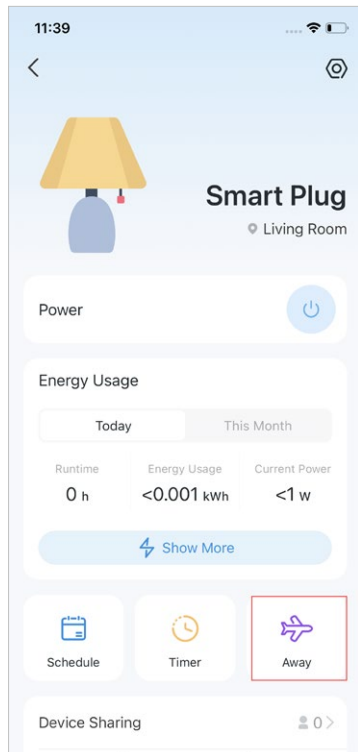 11:39
Smart Plug
Living Room
Power
Energy Usage
Today This Month
Runtime Energy Usage Current Power
0 h <0.001 kWh <1 w
Show More
Schedule Timer Away
Device Sharing 0